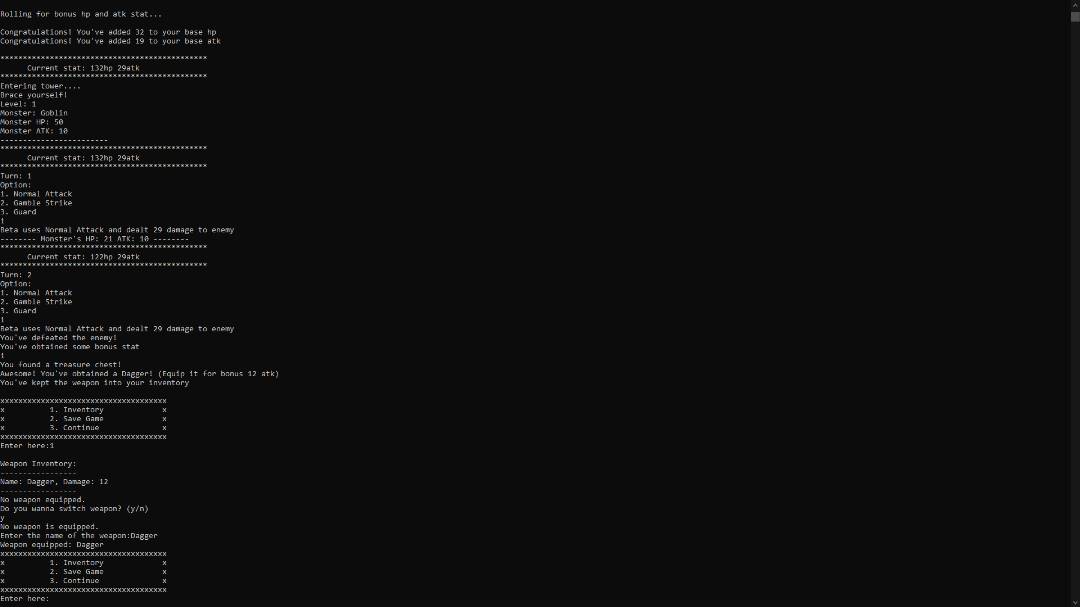 Rolling for bonus hp and atk stat...
Congratulations! You've added 32 to your base hp
Congratulations! You've added 19 to your base atk
**********************************************
Current stat: 132hp 29atk
**********************************************
Entering tower....
Brace yourself!
Level: 1
Monster: Goblin
Monster HP: 50
Monster ATK: 10
------------------------
**********************************************
Current stat: 132hp 29atk
**********************************************
Turn: 1
Option:
1. Normal Attack
2. Gamble Strike
3. Guard
1
Beta uses Normal Attack and dealt 29 damage to enemy
-------- Monster's HP: 21 ATK: 10 --------
**********************************************
Current stat: 122hp 29atk
**********************************************
Turn: 2
Option:
1. Normal Attack
2. Gamble Strike
3. Guard
1
Beta uses Normal Attack and dealt 29 damage to enemy
You've defeated the enemy!
You've obtained some bonus stat
1
You found a treasure chest!
Awesome! You've obtained a Dagger! (Equip it for bonus 12 atk)
You've kept the weapon into your inventory
xxxxxxxxxxxxxxxxxxxxxxxxxxxxxxxxxxxxx
x 1. Inventory x
x 2. Save Game x
x 3. Continue x
xxxxxxxxxxxxxxxxxxxxxxxxxxxxxxxxxxxxx
Enter here:1
Weapon Inventory:
-----------------
Name: Dagger, Damage: 12
-----------------
No weapon equipped.
Do you wanna switch weapon? (y/n)
y
No weapon is equipped.
Enter the name of the weapon:Dagger
Weapon equipped: Dagger
xxxxxxxxxxxxxxxxxxxxxxxxxxxxxxxxxxxxx
x 1. Inventory x
x 2. Save Game x
x 3. Continue x
xxxxxxxxxxxxxxxxxxxxxxxxxxxxxxxxxxxxx
Enter here: